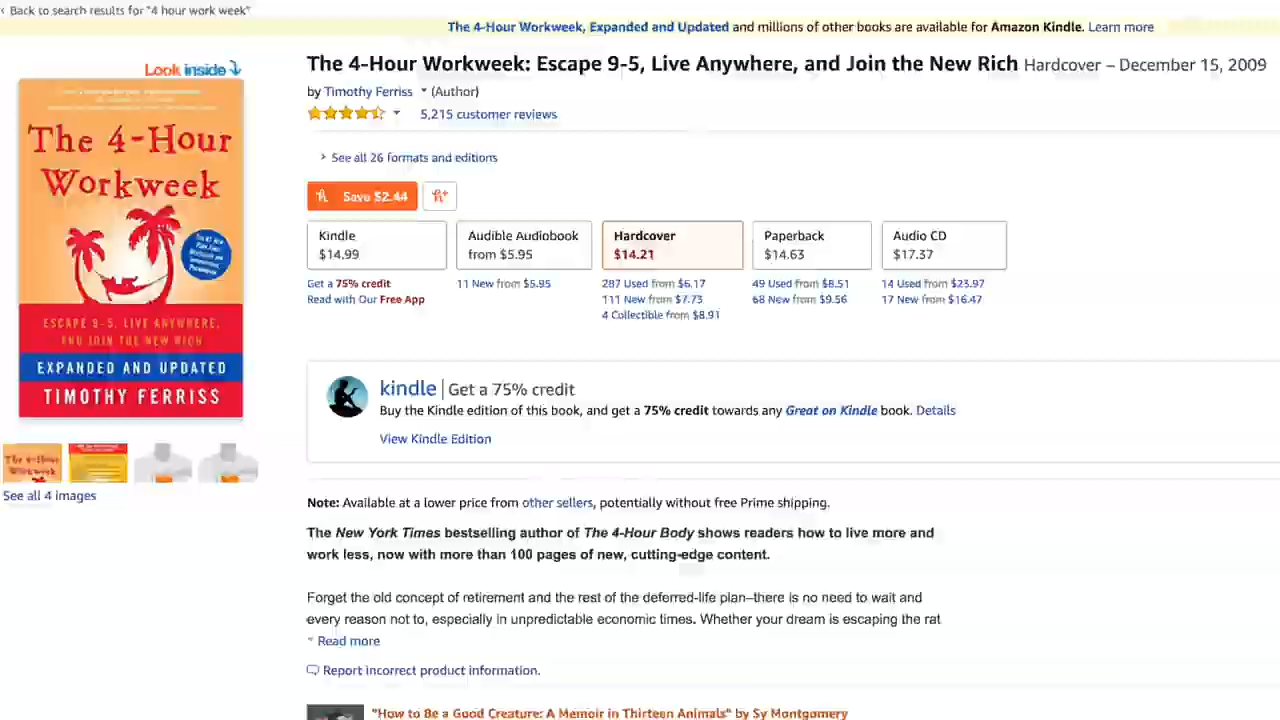 ‹ Back to search results for "4 hour work week"
The 4-Hour Workweek, Expanded and Updated and millions of other books are available for Amazon Kindle. Learn more
Look inside
The 4-Hour Workweek: Escape 9-5, Live Anywhere, and Join the New Rich Hardcover – December 15, 2009
by Timothy Ferriss (Author)
5,215 customer reviews
› See all 26 formats and editions
Save $2.44
Kindle
$14.99
Audible Audiobook
from $5.95
Hardcover
$14.21
Paperback
$14.63
Audio CD
$17.37
Get a 75% credit
Read with Our Free App
11 New from $5.95
287 Used from $6.17
111 New from $7.73
4 Collectible from $8.91
49 Used from $8.51
68 New from $9.56
14 Used from $23.97
17 New from $16.47
The 4-Hour
Workweek
ESCAPE 9-5, LIVE ANYWHERE,
AND JOIN THE NEW RICH
EXPANDED AND UPDATED
TIMOTHY FERRISS
See all 4 images
kindle | Get a 75% credit
Buy the Kindle edition of this book, and get a 75% credit towards any Great on Kindle book. Details
View Kindle Edition
Note: Available at a lower price from other sellers, potentially without free Prime shipping.
The New York Times bestselling author of The 4-Hour Body shows readers how to live more and
work less, now with more than 100 pages of new, cutting-edge content.
Forget the old concept of retirement and the rest of the deferred-life plan–there is no need to wait and
every reason not to, especially in unpredictable economic times. Whether your dream is escaping the rat
Read more
Report incorrect product information.
"How to Be a Good Creature: A Memoir in Thirteen Animals" by Sy Montgomery